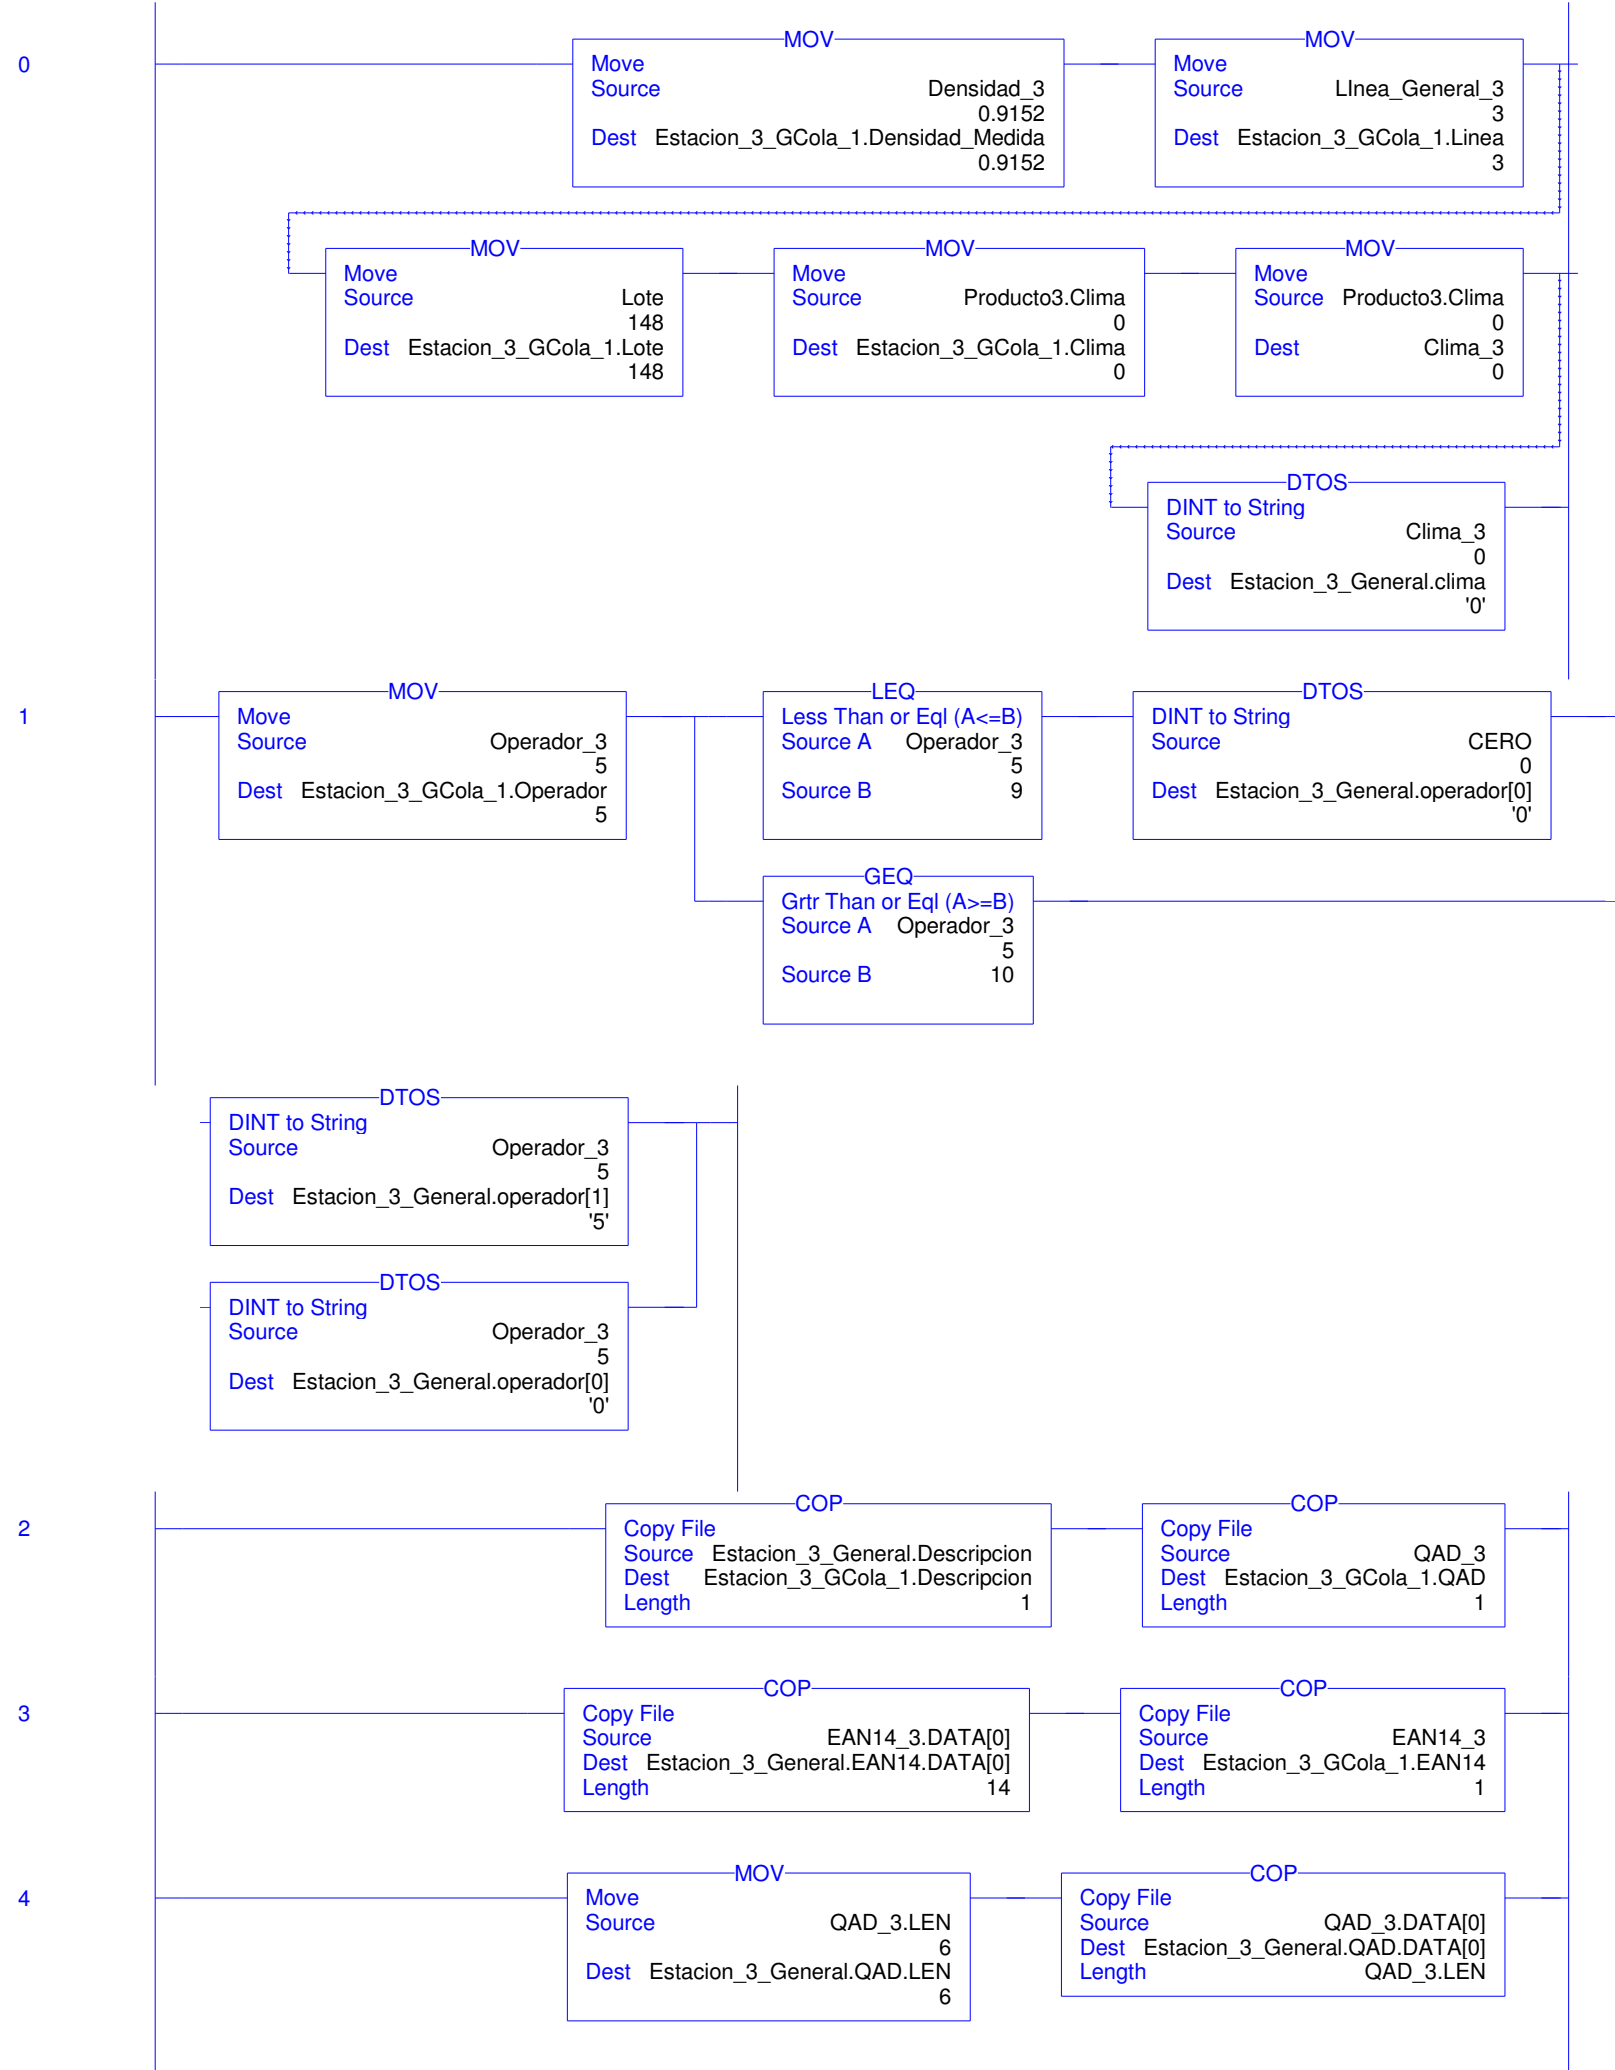 0
MOV
Move
Source Densidad_3
0.9152
Dest Estacion_3_GCola_1.Densidad_Medida
0.9152
MOV
Move
Source LInea_General_3
3
Dest Estacion_3_GCola_1.Linea
3
MOV
Move
Source Lote
148
Dest Estacion_3_GCola_1.Lote
148
MOV
Move
Source Producto3.Clima
0
Dest Estacion_3_GCola_1.Clima
0
MOV
Move
Source Producto3.Clima
0
Dest Clima_3
0
DTOS
DINT to String
Source Clima_3
0
Dest Estacion_3_General.clima
'0'
1
MOV
Move
Source Operador_3
5
Dest Estacion_3_GCola_1.Operador
5
LEQ
Less Than or Eql (A<=B)
Source A Operador_3
5
Source B 9
DTOS
DINT to String
Source CERO
0
Dest Estacion_3_General.operador[0]
'0'
GEQ
Grtr Than or Eql (A>=B)
Source A Operador_3
5
Source B 10
DTOS
DINT to String
Source Operador_3
5
Dest Estacion_3_General.operador[1]
'5'
DTOS
DINT to String
Source Operador_3
5
Dest Estacion_3_General.operador[0]
'0'
2
COP
Copy File
Source Estacion_3_General.Descripcion
Dest Estacion_3_GCola_1.Descripcion
Length 1
COP
Copy File
Source QAD_3
Dest Estacion_3_GCola_1.QAD
Length 1
3
COP
Copy File
Source EAN14_3.DATA[0]
Dest Estacion_3_General.EAN14.DATA[0]
Length 14
COP
Copy File
Source EAN14_3
Dest Estacion_3_GCola_1.EAN14
Length 1
4
MOV
Move
Source QAD_3.LEN
6
Dest Estacion_3_General.QAD.LEN
6
COP
Copy File
Source QAD_3.DATA[0]
Dest Estacion_3_General.QAD.DATA[0]
Length QAD_3.LEN